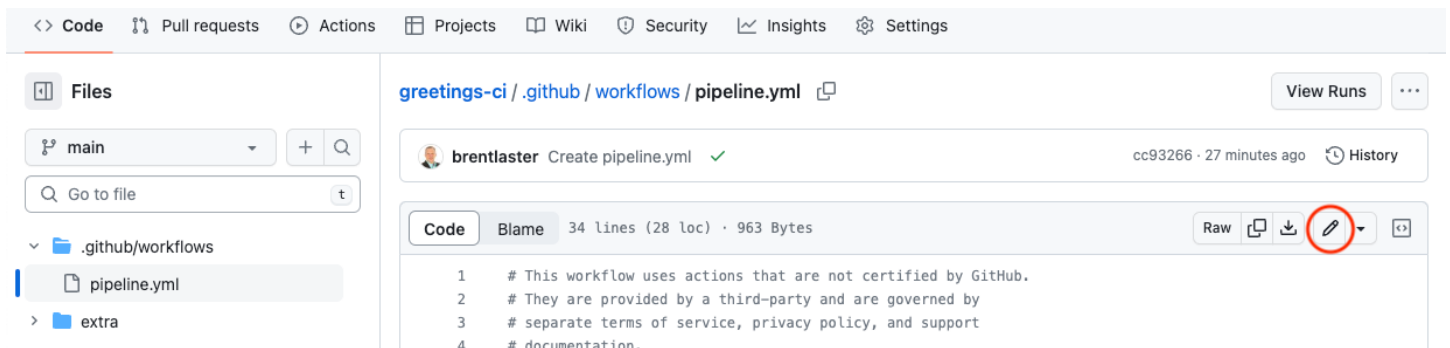 Code Pull requests Actions Projects Wiki Security Insights Settings
Files
main
Go to file t
.github/workflows
pipeline.yml
extra
greetings-ci / .github / workflows / pipeline.yml
View Runs
brentlaster Create pipeline.yml
cc93266 · 27 minutes ago History
Code Blame 34 lines (28 loc) · 963 Bytes
Raw
1 # This workflow uses actions that are not certified by GitHub.
2 # They are provided by a third-party and are governed by
3 # separate terms of service, privacy policy, and support
4 # documentation.